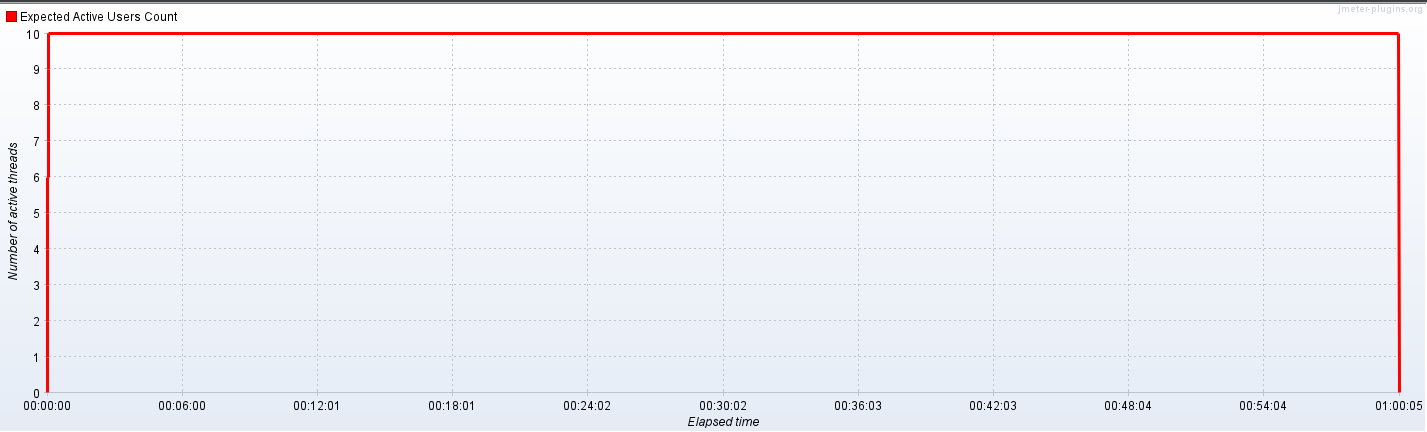 jmeter-plugins.org
Expected Active Users Count
10
9
8
7
6
5
4
3
2
1
0
Number of active threads
00:00:00 00:06:00 00:12:01 00:18:01 00:24:02 00:30:02 00:36:03 00:42:03 00:48:04 00:54:04 01:00:05
Elapsed time